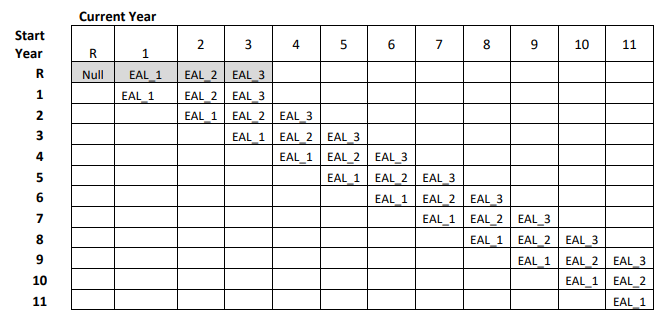 Current Year
Start Year R 1 2 3 4 5 6 7 8 9 10 11
R Null EAL_1 EAL_2 EAL_3
1 EAL_1 EAL_2 EAL_3
2 EAL_1 EAL_2 EAL_3
3 EAL_1 EAL_2 EAL_3
4 EAL_1 EAL_2 EAL_3
5 EAL_1 EAL_2 EAL_3
6 EAL_1 EAL_2 EAL_3
7 EAL_1 EAL_2 EAL_3
8 EAL_1 EAL_2 EAL_3
9 EAL_1 EAL_2 EAL_3
10 EAL_1 EAL_2
11 EAL_1